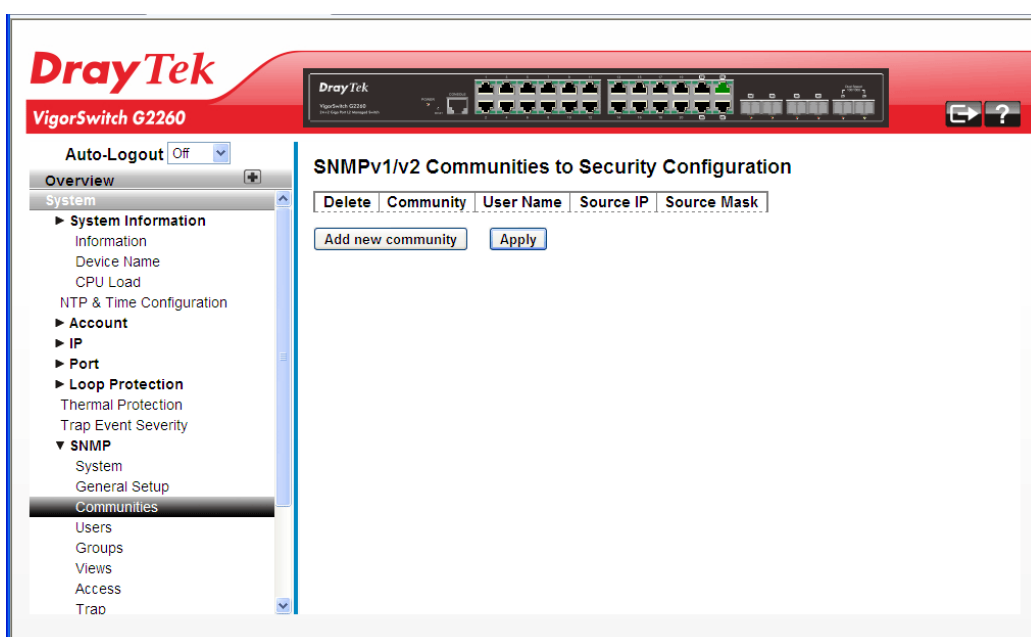 DrayTek
VigorSwitch G2260
DrayTek
VigorSwitch G2260
CONSOLE
POWER
Auto-Logout Off
Overview
System
► System Information
Information
Device Name
CPU Load
NTP & Time Configuration
► Account
► IP
► Port
► Loop Protection
Thermal Protection
Trap Event Severity
▼ SNMP
System
General Setup
Communities
Users
Groups
Views
Access
Trap
SNMPv1/v2 Communities to Security Configuration
Delete Community User Name Source IP Source Mask
Add new community Apply